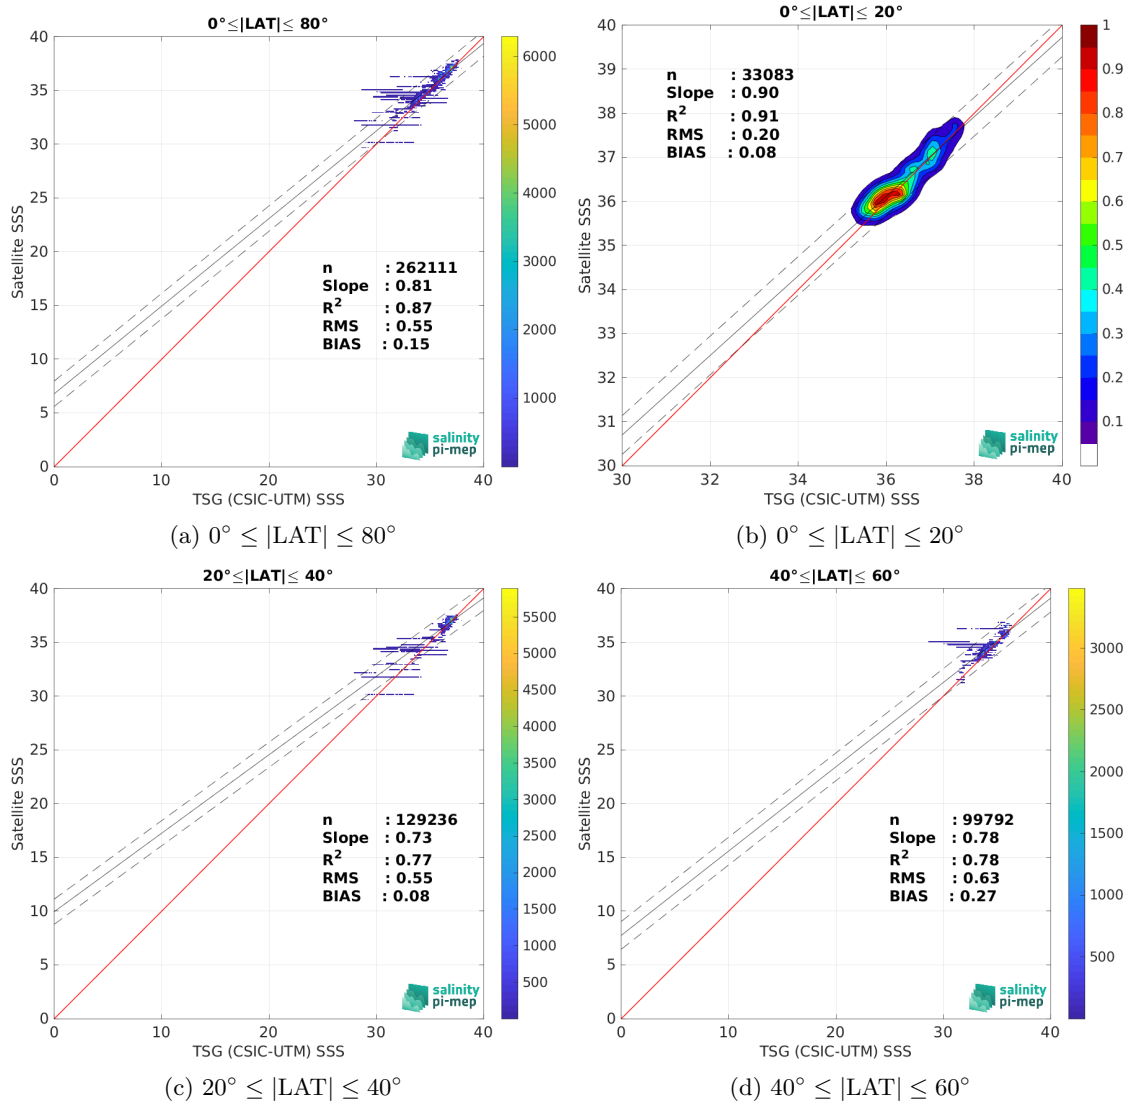 0°≤|LAT|≤ 80°
40
35
30
25
20
15
10
5
0
0
10
20
30
40
Satellite SSS
TSG (CSIC-UTM) SSS
n : 262111
Slope : 0.81
R² : 0.87
RMS : 0.55
BIAS : 0.15
salinity
pi-mep
6000
5000
4000
3000
2000
1000
(a) 0° ≤ |LAT| ≤ 80°
0°≤|LAT|≤ 20°
40
39
38
37
36
35
34
33
32
31
30
30
32
34
36
38
40
Satellite SSS
TSG (CSIC-UTM) SSS
n : 33083
Slope : 0.90
R² : 0.91
RMS : 0.20
BIAS : 0.08
salinity
pi-mep
1
0.9
0.8
0.7
0.6
0.5
0.4
0.3
0.2
0.1
(b) 0° ≤ |LAT| ≤ 20°
20°≤|LAT|≤ 40°
40
35
30
25
20
15
10
5
0
0
10
20
30
40
Satellite SSS
TSG (CSIC-UTM) SSS
n : 129236
Slope : 0.73
R² : 0.77
RMS : 0.55
BIAS : 0.08
salinity
pi-mep
5500
5000
4500
4000
3500
3000
2500
2000
1500
1000
500
(c) 20° ≤ |LAT| ≤ 40°
40°≤|LAT|≤ 60°
40
35
30
25
20
15
10
5
0
0
10
20
30
40
Satellite SSS
TSG (CSIC-UTM) SSS
n : 99792
Slope : 0.78
R² : 0.78
RMS : 0.63
BIAS : 0.27
salinity
pi-mep
3000
2500
2000
1500
1000
500
(d) 40° ≤ |LAT| ≤ 60°